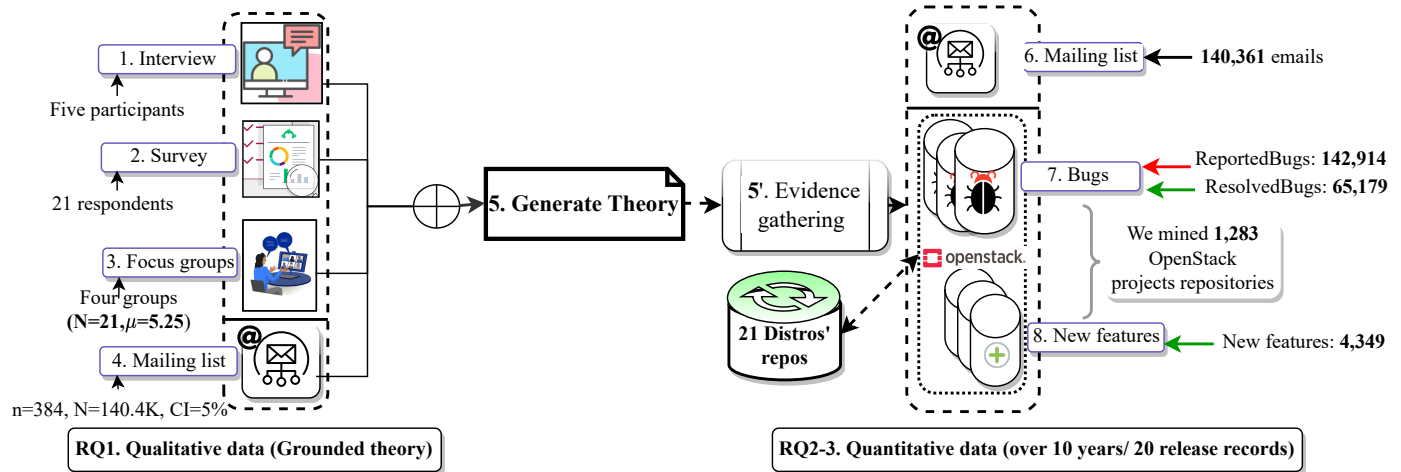 1. Interview
Five participants
2. Survey
21 respondents
3. Focus groups
Four groups
(N=21,μ=5.25)
@
4. Mailing list
n=384, N=140.4K, CI=5%
RQ1. Qualitative data (Grounded theory)
5. Generate Theory
5'. Evidence
gathering
21 Distros'
repos
@
6. Mailing list
140,361 emails
7. Bugs
ReportedBugs: 142,914
ResolvedBugs: 65,179
openstack.
We mined 1,283
OpenStack
projects repositories
8. New features
New features: 4,349
RQ2-3. Quantitative data (over 10 years/ 20 release records)